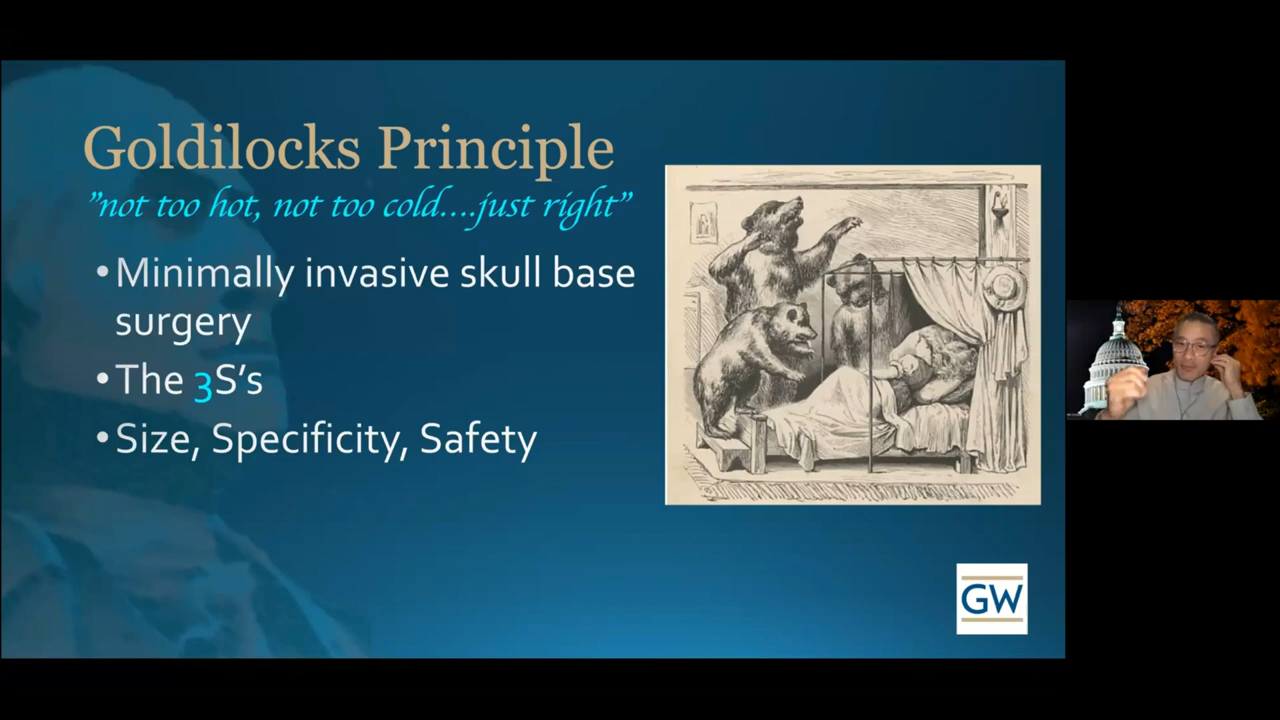 Goldilocks Principle
”not too hot, not too cold....just right”
•Minimally invasive skull base
surgery
•The 3S’s
•Size, Specificity, Safety
GW